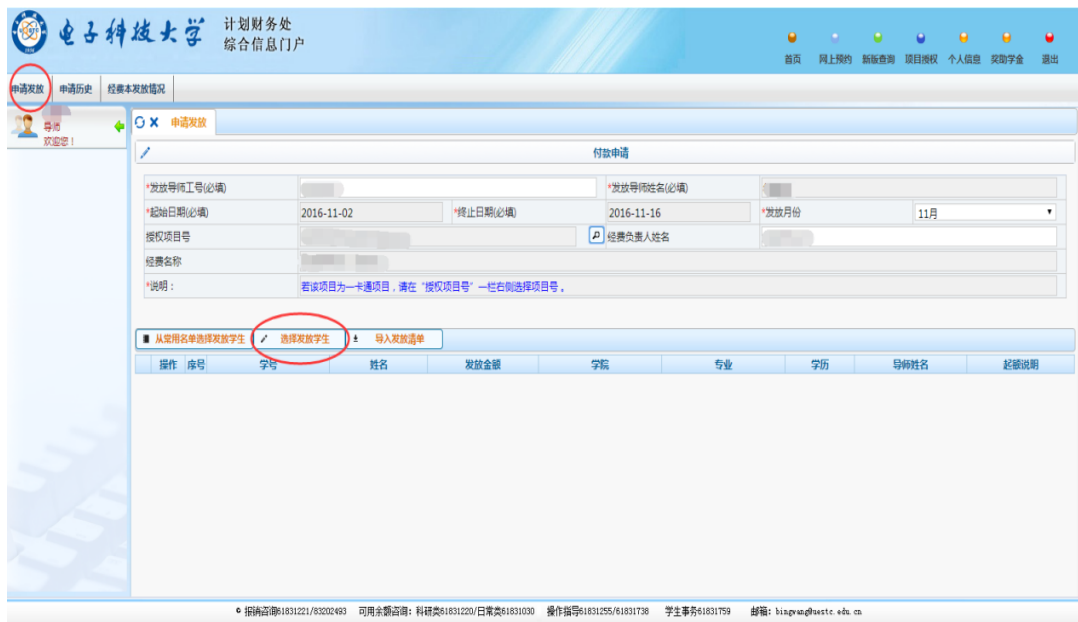 电子科技大学
计划财务处
综合信息门户
首页 网上预约 新版查询 项目授权 个人信息 奖助学金 退出
申请发放 申请历史 经费本发放情况
导师
欢迎您！
申请发放
付款申请
*发放导师工号(必填) *发放导师姓名(必填)
*起始日期(必填) 2016-11-02 *终止日期(必填) 2016-11-16 *发放月份 11月
授权项目号 经费负责人姓名
经费名称
*说明： 若该项目为一卡通项目，请在“授权项目号”一栏右侧选择项目号。
从常用名单选择发放学生 选择发放学生 导入发放清单
操作 序号 学号 姓名 发放金额 学院 专业 学历 导师姓名 超额说明
报销咨询61831221/83202493 可用余额咨询：科研类61831220/日常类61831030 操作指导61831255/61831738 学生事务61831759 邮箱：bingwang@uestc.edu.cn